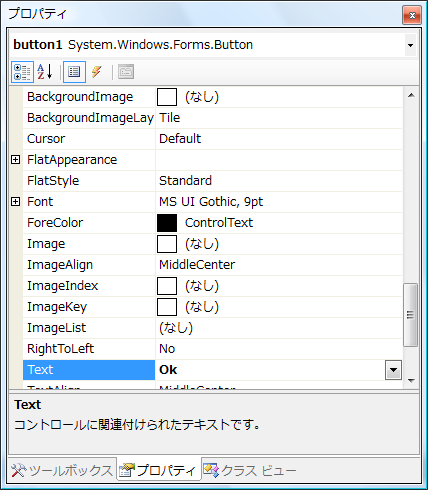 プロパティ
button1 System.Windows.Forms.Button
BackgroundImage (なし)
BackgroundImageLay Tile
Cursor Default
FlatAppearance
FlatStyle Standard
Font MS UI Gothic, 9pt
ForeColor ControlText
Image (なし)
ImageAlign MiddleCenter
ImageIndex (なし)
ImageKey (なし)
ImageList (なし)
RightToLeft No
Text Ok
TextAlign MiddleCenter
Text
コントロールに関連付けられたテキストです。
ツールボックス プロパティ クラス ビュー